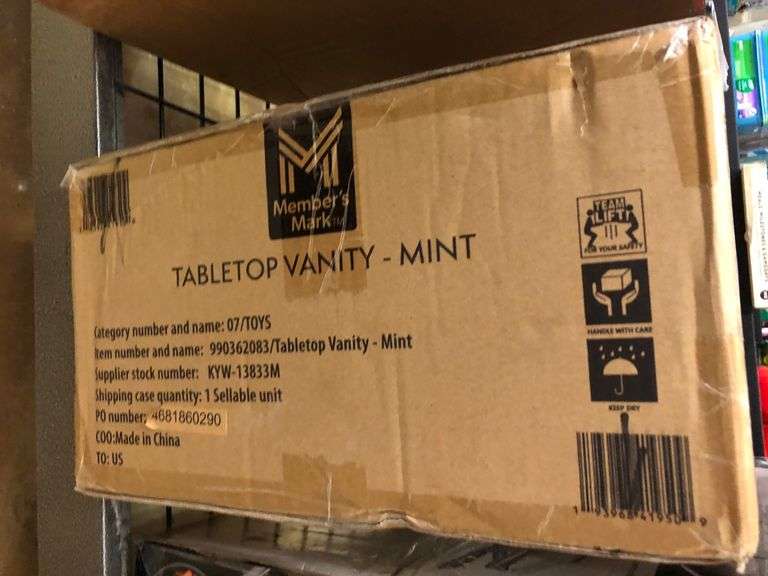 Member's
Mark™
TABLETOP VANITY - MINT
Category number and name: 07/TOYS
Item number and name: 990362083/Tabletop Vanity - Mint
Supplier stock number: KYW-13833M
Shipping case quantity: 1 Sellable unit
PO number: 4681860290
COO:Made in China
TO: US
TEAM
LIFT!
FOR YOUR SAFETY
HANDLE WITH CARE
KEEP DRY